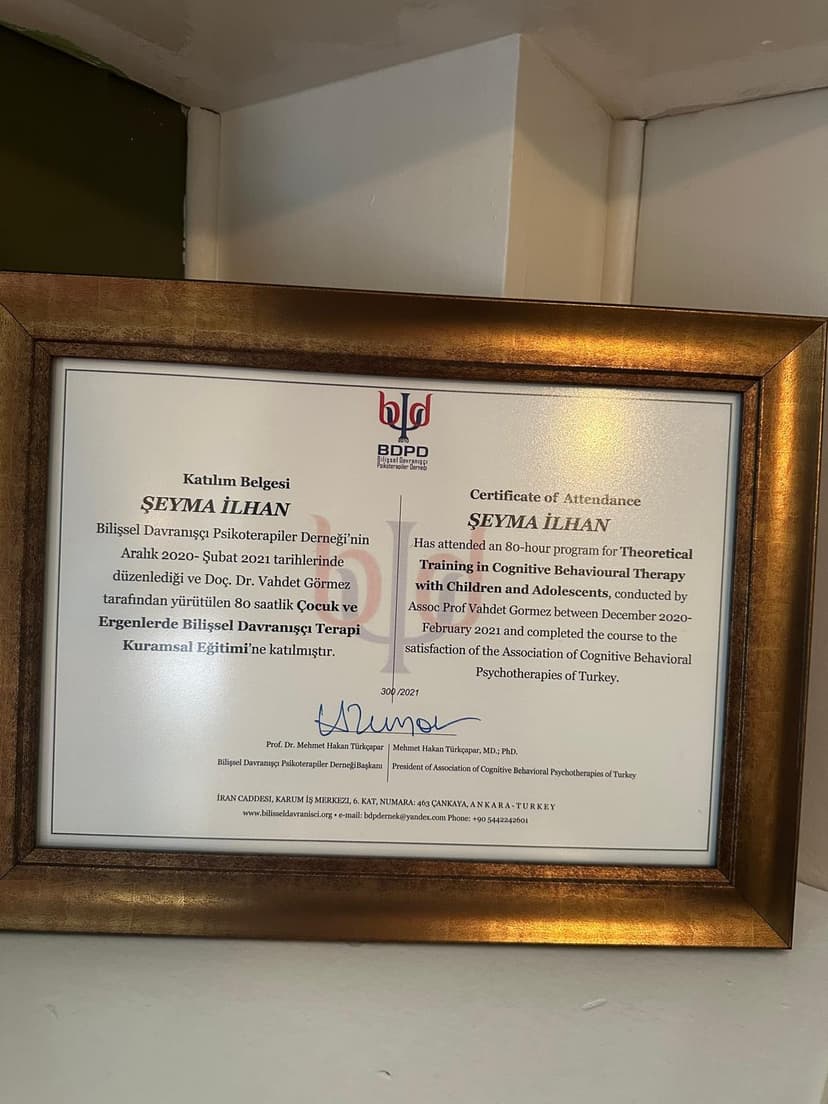 bd
2010
BDPD
Bilişsel Davranışçı
Psikoterapiler Derneği
Katılım Belgesi
ŞEYMA İLHAN
Bilişsel Davranışçı Psikoterapiler Derneği'nin
Aralık 2020- Şubat 2021 tarihlerinde
düzenlediği ve Doç. Dr. Vahdet Görmez
tarafından yürütülen 80 saatlik Çocuk ve
Ergenlerde Bilişsel Davranışçı Terapi
Kuramsal Eğitimi'ne katılmıştır.
Certificate of Attendance
ŞEYMA İLHAN
Has attended an 80-hour program for Theoretical
Training in Cognitive Behavioural Therapy
with Children and Adolescents, conducted by
Assoc Prof Vahdet Gormez between December 2020-
February 2021 and completed the course to the
satisfaction of the Association of Cognitive Behavioral
Psychotherapies of Turkey.
300 /2021
Prof. Dr. Mehmet Hakan Türkçapar
Bilişsel Davranışçı Psikoterapiler DerneğiBaşkanı
Mehmet Hakan Türkçapar, MD.; PhD.
President of Association of Cognitive Behavioral Psychotherapies of Turkey
İRAN CADDESİ, KARUM İŞ MERKEZİ, 6. KAT, NUMARA: 463 ÇANKAYA, ANKARA-TURKEY
www.bilisseldavranisci.org • e-mail: bdpdernek@yandex.com Phone: +90 5442242601